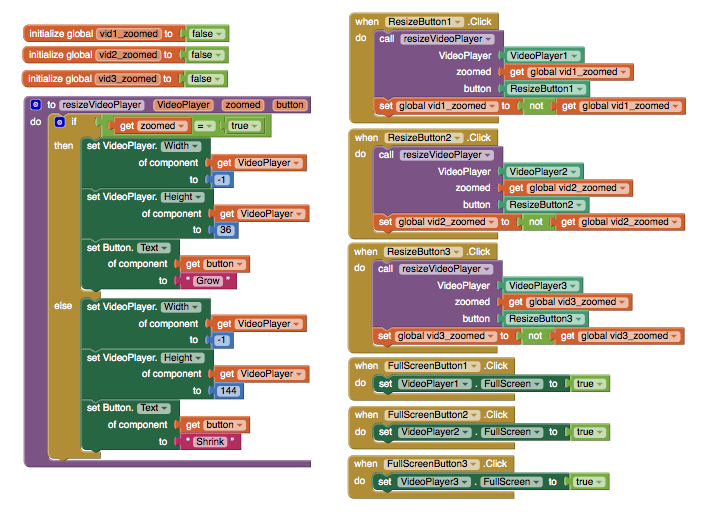 initialize global vid1_zoomed to false
initialize global vid2_zoomed to false
initialize global vid3_zoomed to false
to resizeVideoPlayer VideoPlayer zoomed button
do if get zoomed = true
then set VideoPlayer. Width
of component get VideoPlayer
to -1
set VideoPlayer. Height
of component get VideoPlayer
to 36
set Button. Text
of component get button
to " Grow "
else set VideoPlayer. Width
of component get VideoPlayer
to -1
set VideoPlayer. Height
of component get VideoPlayer
to 144
set Button. Text
of component get button
to " Shrink "
when ResizeButton1 .Click
do call resizeVideoPlayer
VideoPlayer VideoPlayer1
zoomed get global vid1_zoomed
button ResizeButton1
set global vid1_zoomed to not get global vid1_zoomed
when ResizeButton2 .Click
do call resizeVideoPlayer
VideoPlayer VideoPlayer2
zoomed get global vid2_zoomed
button ResizeButton2
set global vid2_zoomed to not get global vid2_zoomed
when ResizeButton3 .Click
do call resizeVideoPlayer
VideoPlayer VideoPlayer3
zoomed get global vid3_zoomed
button ResizeButton3
set global vid3_zoomed to not get global vid3_zoomed
when FullScreenButton1 .Click
do set VideoPlayer1 . FullScreen to true
when FullScreenButton2 .Click
do set VideoPlayer2 . FullScreen to true
when FullScreenButton3 .Click
do set VideoPlayer3 . FullScreen to true